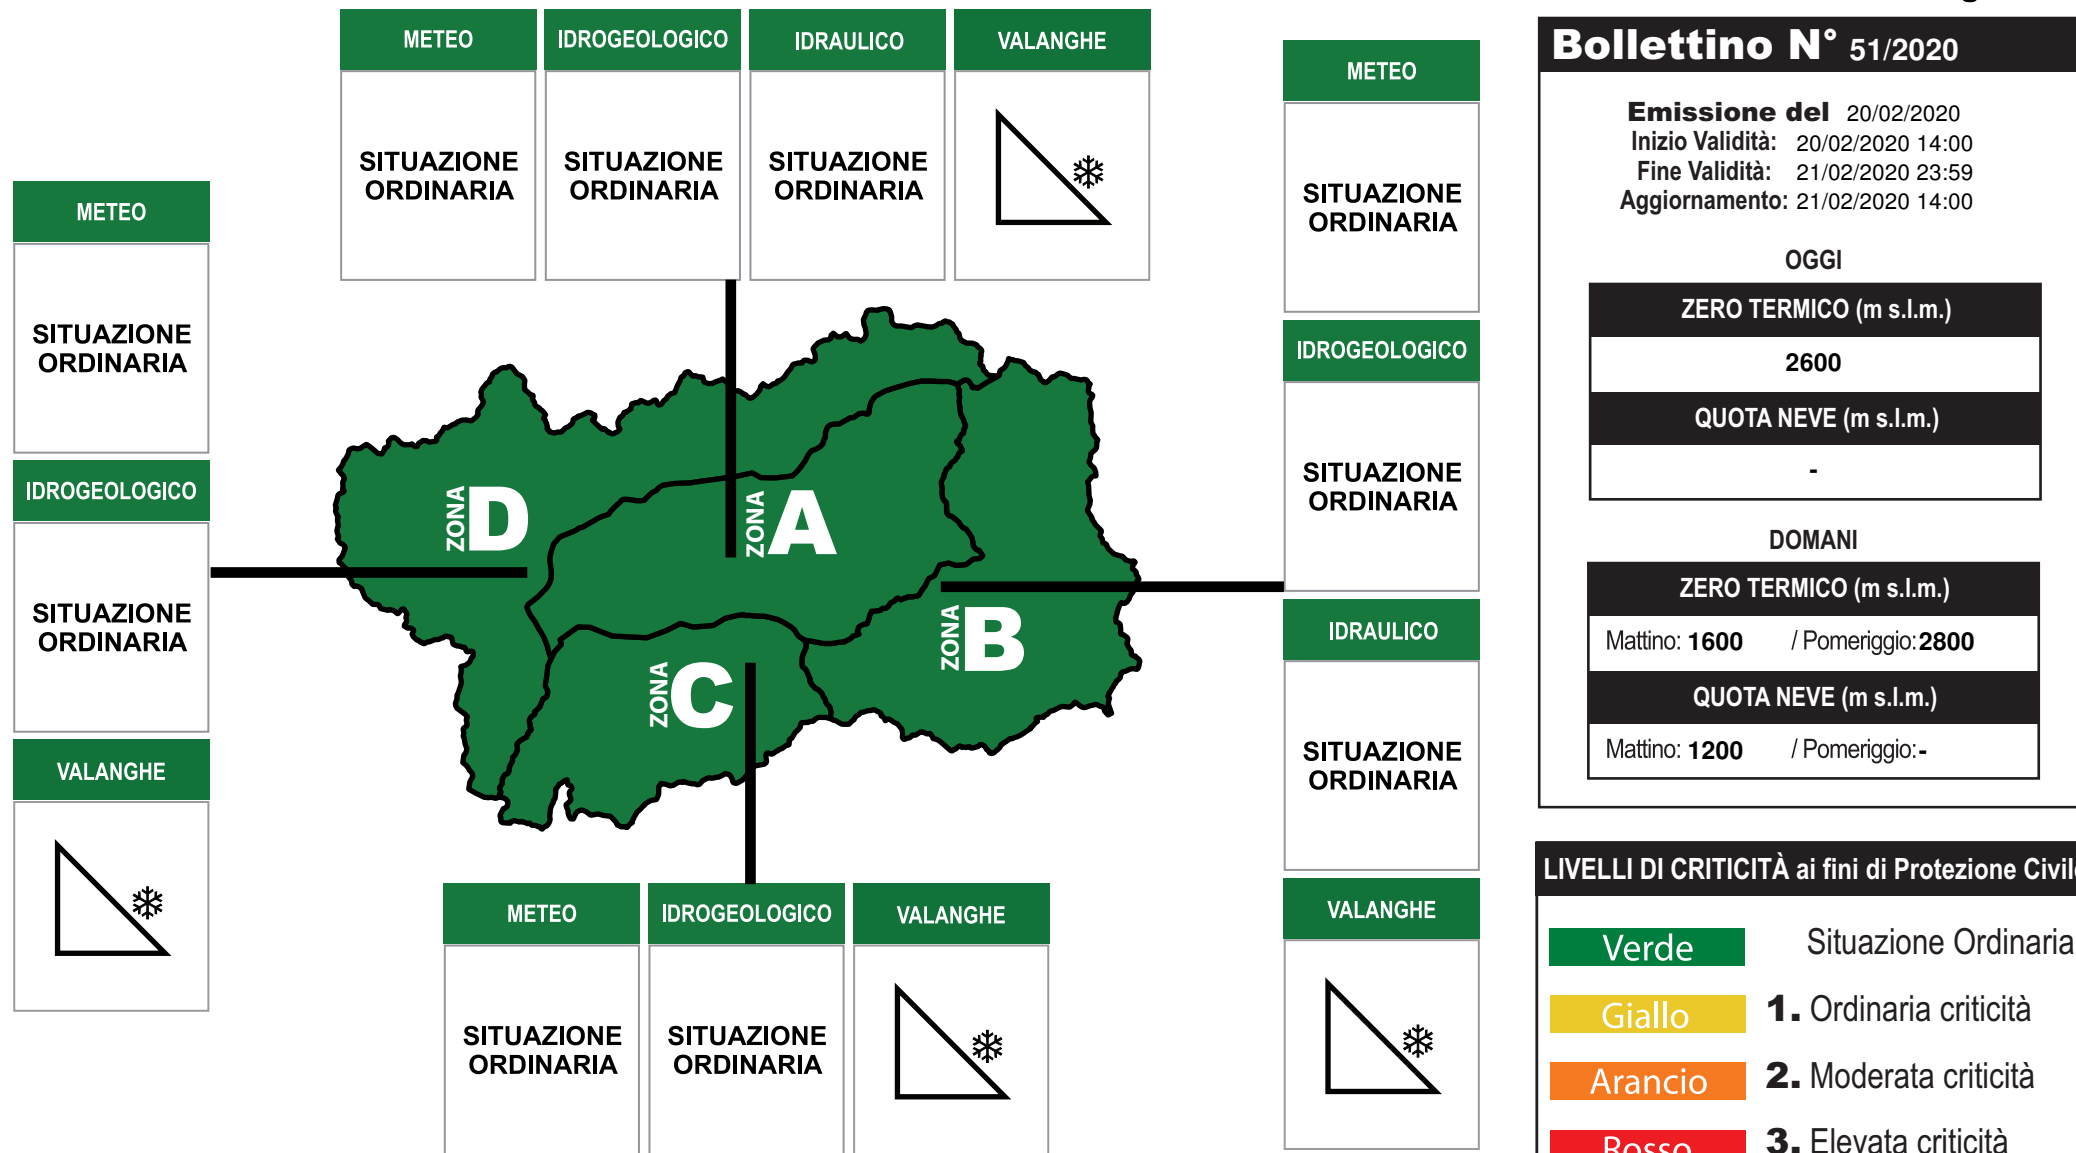 METEO IDROGEOLOGICO IDRAULICO VALANGHE
SITUAZIONE ORDINARIA
SITUAZIONE ORDINARIA
SITUAZIONE ORDINARIA
METEO
SITUAZIONE
ORDINARIA
IDROGEOLOGICO
SITUAZIONE
ORDINARIA
VALANGHE
ZONA D
ZONA A
ZONA B
ZONA C
METEO IDROGEOLOGICO VALANGHE
SITUAZIONE ORDINARIA
SITUAZIONE ORDINARIA
METEO
SITUAZIONE
ORDINARIA
IDROGEOLOGICO
SITUAZIONE
ORDINARIA
IDRAULICO
SITUAZIONE
ORDINARIA
VALANGHE
Bollettino N° 51/2020
Emissione del 20/02/2020
Inizio Validità: 20/02/2020 14:00
Fine Validità: 21/02/2020 23:59
Aggiornamento: 21/02/2020 14:00
OGGI
ZERO TERMICO (m s.l.m.)
2600
QUOTA NEVE (m s.l.m.)
-
DOMANI
ZERO TERMICO (m s.l.m.)
Mattino: 1600 / Pomeriggio: 2800
QUOTA NEVE (m s.l.m.)
Mattino: 1200 / Pomeriggio: -
LIVELLI DI CRITICITÀ ai fini di Protezione Civile
Verde Situazione Ordinaria
Giallo 1. Ordinaria criticità
Arancio 2. Moderata criticità
Rosso 3. Elevata criticità